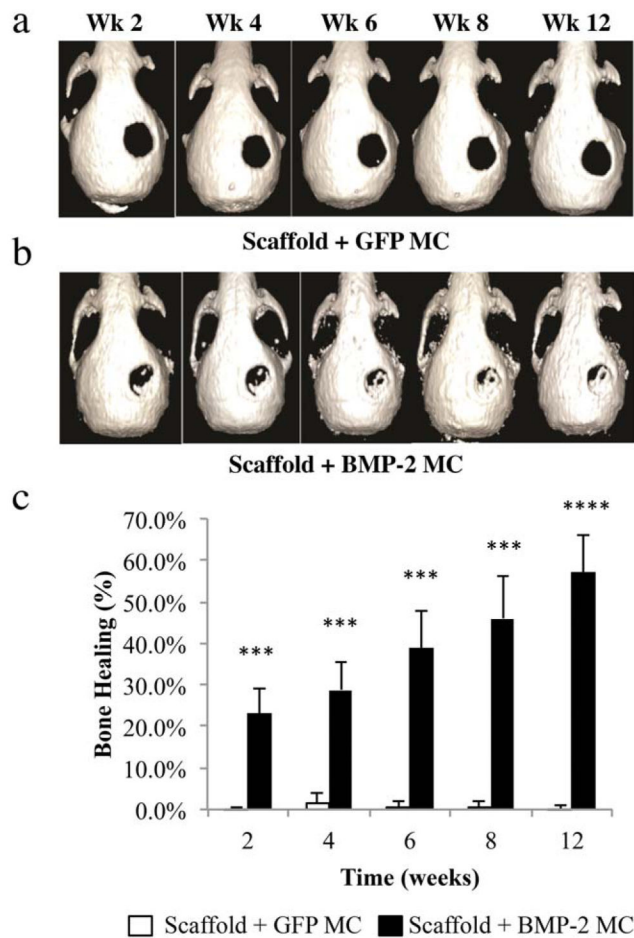 a
Wk 2 Wk 4 Wk 6 Wk 8 Wk 12
Scaffold + GFP MC
b
Scaffold + BMP-2 MC
c
Bone Healing (%)
70.0%
60.0%
50.0%
40.0%
30.0%
20.0%
10.0%
0.0%
*** *** *** *** ****
2 4 6 8 12
Time (weeks)
Scaffold + GFP MC Scaffold + BMP-2 MC